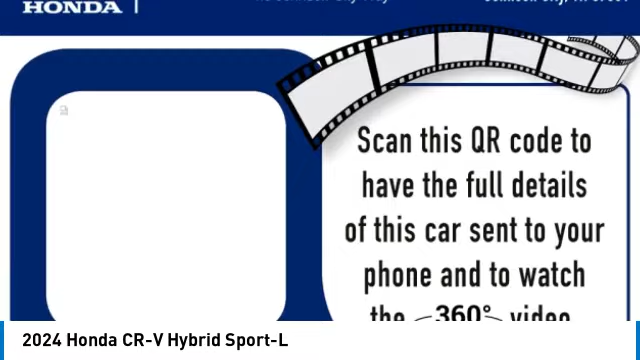 HONDA
Scan this QR code to
have the full details
of this car sent to your
phone and to watch
the 360° video
2024 Honda CR-V Hybrid Sport-L